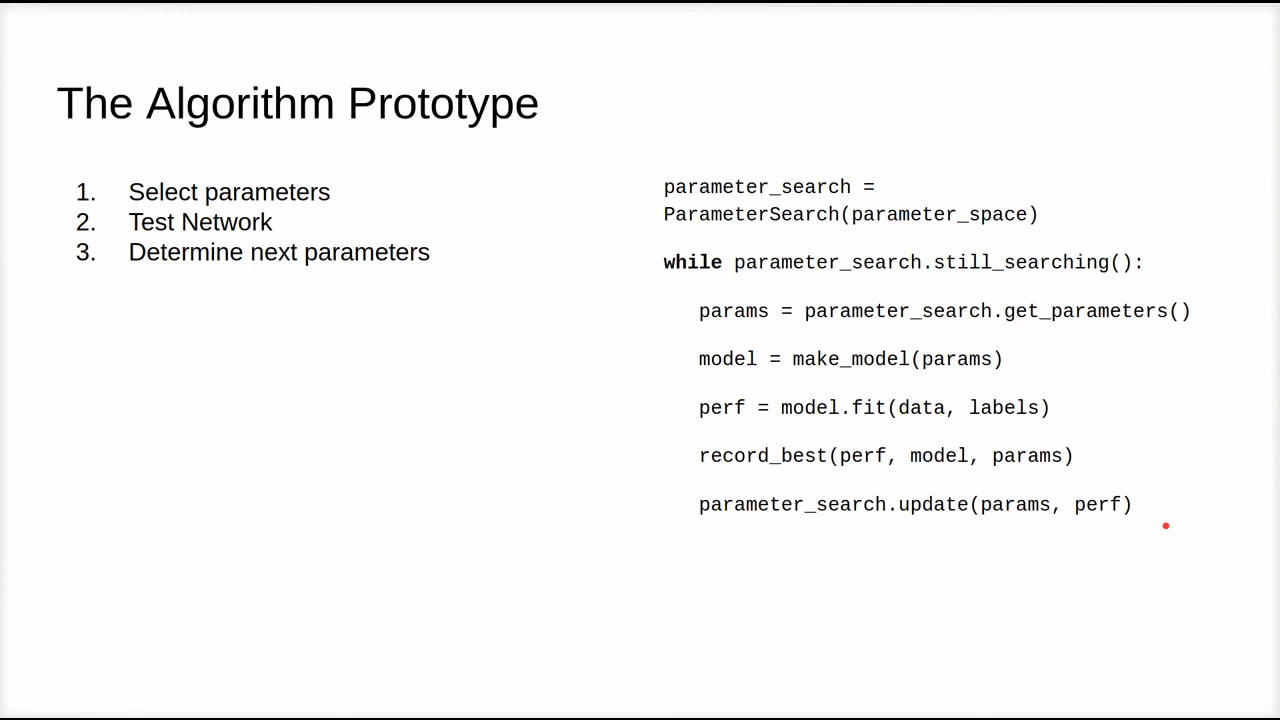 The Algorithm Prototype
1. Select parameters
2. Test Network
3. Determine next parameters
parameter_search =
ParameterSearch(parameter_space)
while parameter_search.still_searching():
params = parameter_search.get_parameters()
model = make_model(params)
perf = model.fit(data, labels)
record_best(perf, model, params)
parameter_search.update(params, perf)